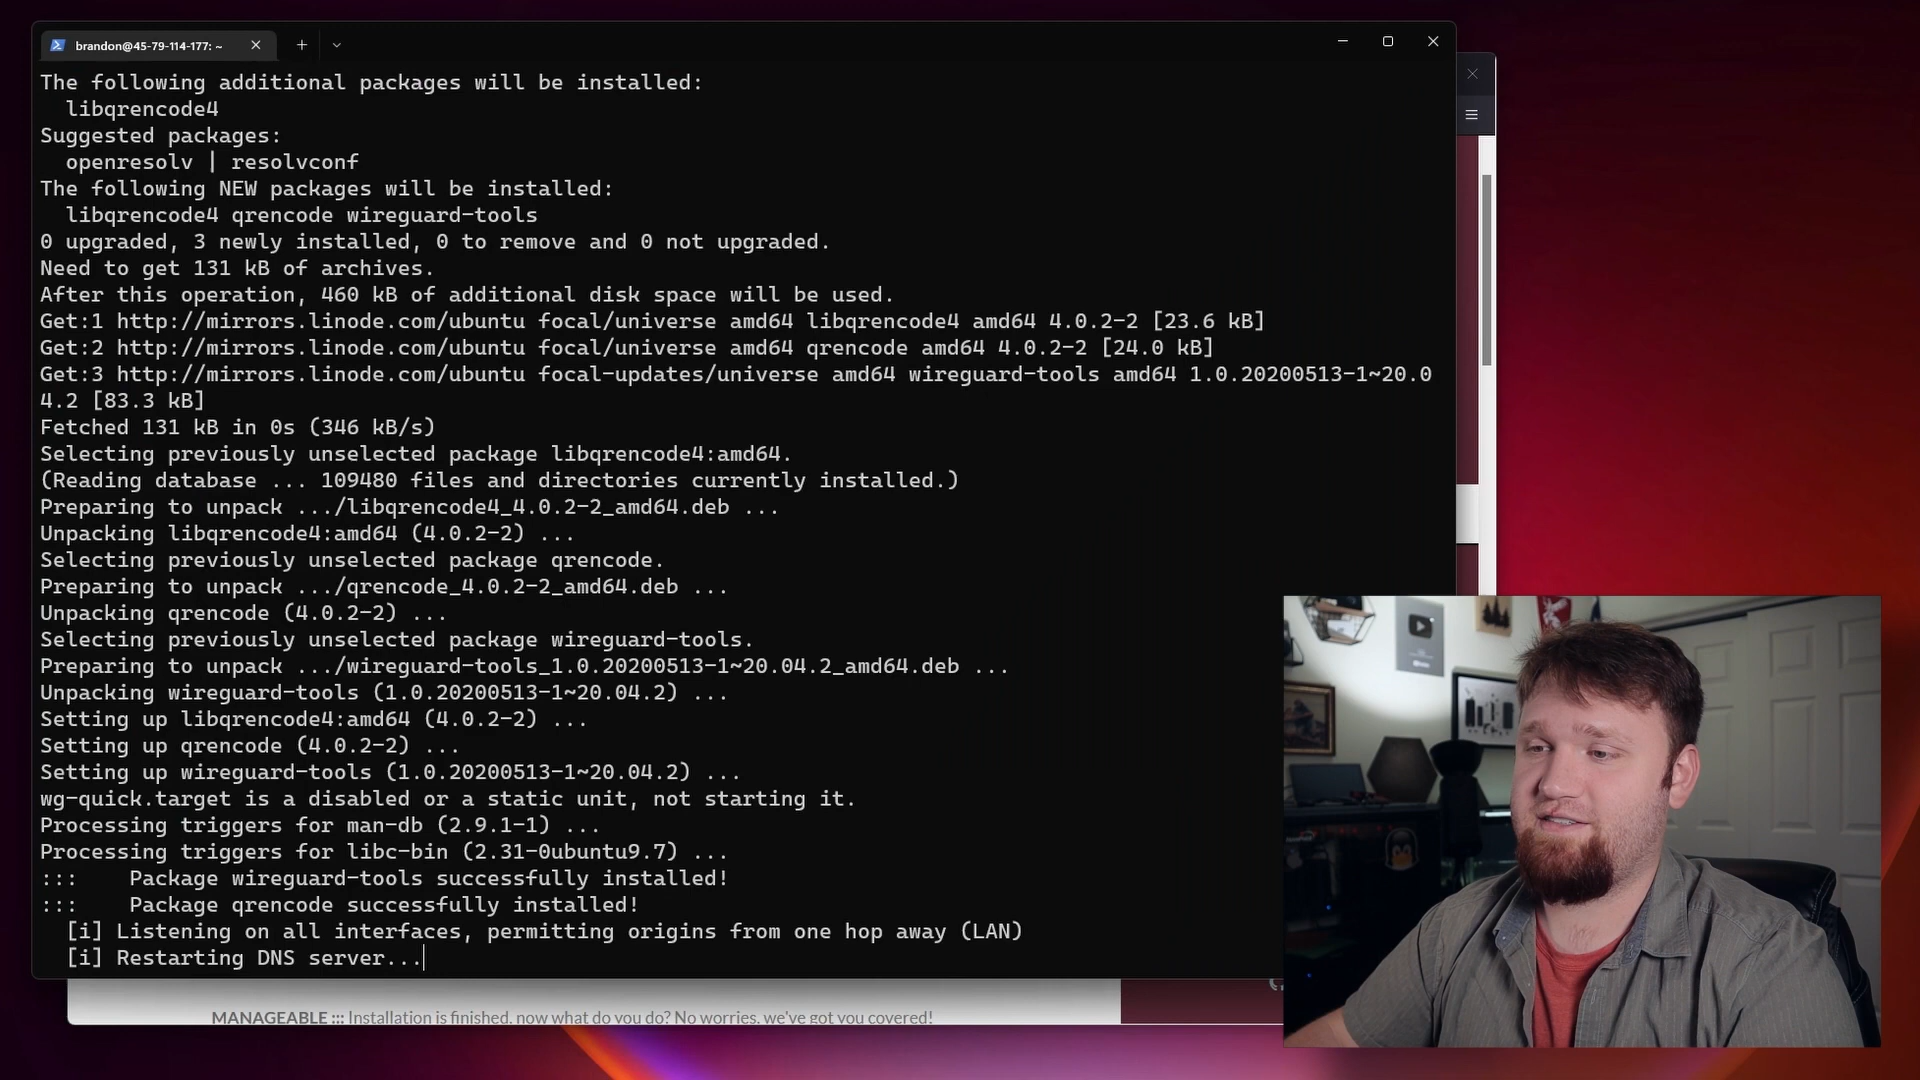 brandon@45-79-114-177: ~
The following additional packages will be installed:
libqrencode4
Suggested packages:
openresolv | resolvconf
The following NEW packages will be installed:
libqrencode4 qrencode wireguard-tools
0 upgraded, 3 newly installed, 0 to remove and 0 not upgraded.
Need to get 131 kB of archives.
After this operation, 460 kB of additional disk space will be used.
Get:1 http://mirrors.linode.com/ubuntu focal/universe amd64 libqrencode4 amd64 4.0.2-2 [23.6 kB]
Get:2 http://mirrors.linode.com/ubuntu focal/universe amd64 qrencode amd64 4.0.2-2 [24.0 kB]
Get:3 http://mirrors.linode.com/ubuntu focal-updates/universe amd64 wireguard-tools amd64 1.0.20200513-1~20.0
4.2 [83.3 kB]
Fetched 131 kB in 0s (346 kB/s)
Selecting previously unselected package libqrencode4:amd64.
(Reading database ... 109480 files and directories currently installed.)
Preparing to unpack .../libqrencode4_4.0.2-2_amd64.deb ...
Unpacking libqrencode4:amd64 (4.0.2-2) ...
Selecting previously unselected package qrencode.
Preparing to unpack .../qrencode_4.0.2-2_amd64.deb ...
Unpacking qrencode (4.0.2-2) ...
Selecting previously unselected package wireguard-tools.
Preparing to unpack .../wireguard-tools_1.0.20200513-1~20.04.2_amd64.deb ...
Unpacking wireguard-tools (1.0.20200513-1~20.04.2) ...
Setting up libqrencode4:amd64 (4.0.2-2) ...
Setting up qrencode (4.0.2-2) ...
Setting up wireguard-tools (1.0.20200513-1~20.04.2) ...
wg-quick.target is a disabled or a static unit, not starting it.
Processing triggers for man-db (2.9.1-1) ...
Processing triggers for libc-bin (2.31-0ubuntu9.7) ...
::: Package wireguard-tools successfully installed!
::: Package qrencode successfully installed!
[i] Listening on all interfaces, permitting origins from one hop away (LAN)
[i] Restarting DNS server...
MANAGEABLE ::: Installation is finished, now what do you do? No worries, we've got you covered!